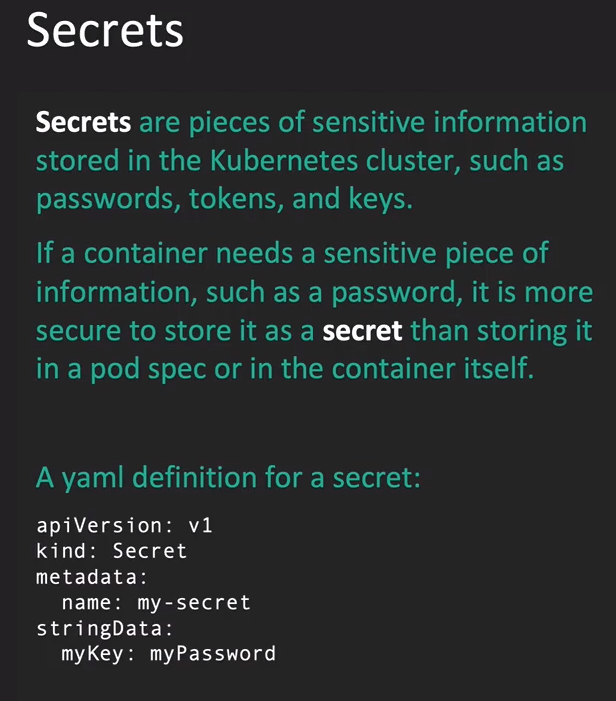 Secrets
Secrets are pieces of sensitive information
stored in the Kubernetes cluster, such as
passwords, tokens, and keys.
If a container needs a sensitive piece of
information, such as a password, it is more
secure to store it as a secret than storing it
in a pod spec or in the container itself.
A yaml definition for a secret:
apiVersion: v1
kind: Secret
metadata:
  name: my-secret
stringData:
  myKey: myPassword